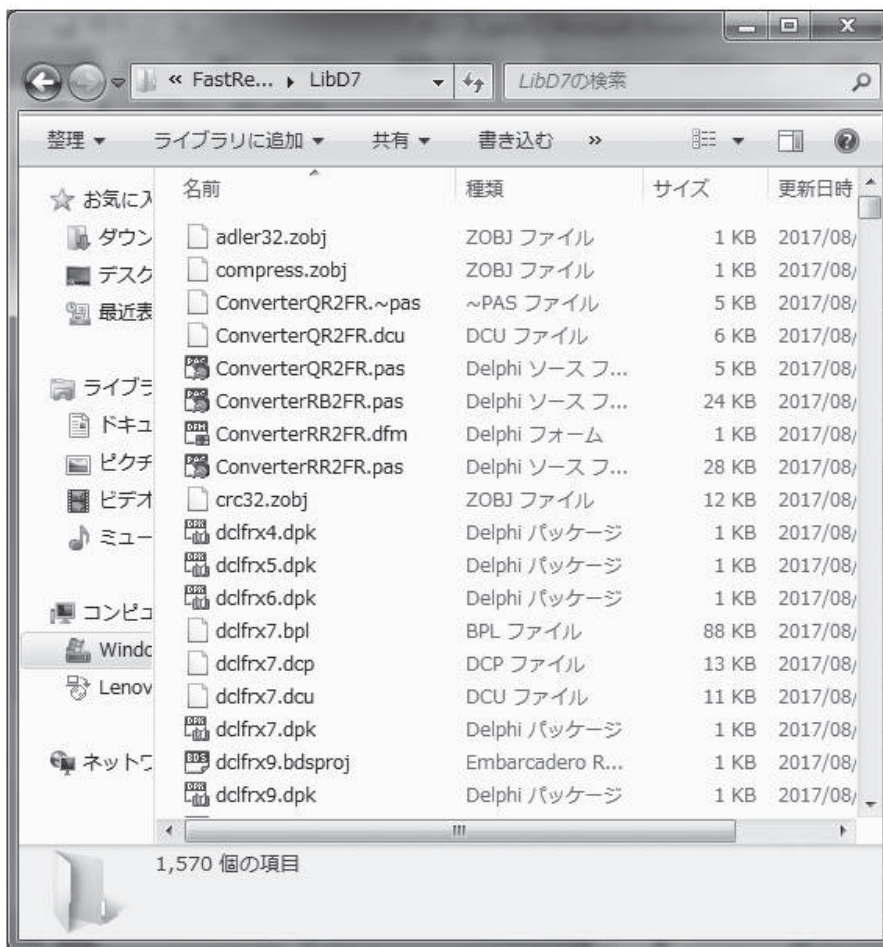 « FastRe... ▸ LibD7
LibD7の検索
整理 ライブラリに追加 共有 書き込む »
お気に入
ダウン
デスク
最近表
ライブラ
ドキュ
ピクチ
ビデオ
ミュー
コンピュ
Windo
Lenov
ネットワ
名前 種類 サイズ 更新日時
adler32.zobj ZOBJ ファイル 1 KB 2017/08/
compress.zobj ZOBJ ファイル 1 KB 2017/08/
ConverterQR2FR.~pas ~PAS ファイル 5 KB 2017/08/
ConverterQR2FR.dcu DCU ファイル 6 KB 2017/08/
ConverterQR2FR.pas Delphi ソース フ... 5 KB 2017/08/
ConverterRB2FR.pas Delphi ソース フ... 24 KB 2017/08/
ConverterRR2FR.dfm Delphi フォーム 1 KB 2017/08/
ConverterRR2FR.pas Delphi ソース フ... 28 KB 2017/08/
crc32.zobj ZOBJ ファイル 12 KB 2017/08/
dclfrx4.dpk Delphi パッケージ 1 KB 2017/08/
dclfrx5.dpk Delphi パッケージ 1 KB 2017/08/
dclfrx6.dpk Delphi パッケージ 1 KB 2017/08/
dclfrx7.bpl BPL ファイル 88 KB 2017/08/
dclfrx7.dcp DCP ファイル 13 KB 2017/08/
dclfrx7.dcu DCU ファイル 11 KB 2017/08/
dclfrx7.dpk Delphi パッケージ 1 KB 2017/08/
dclfrx9.bdsproj Embarcadero R... 1 KB 2017/08/
dclfrx9.dpk Delphi パッケージ 1 KB 2017/08/
1,570 個の項目